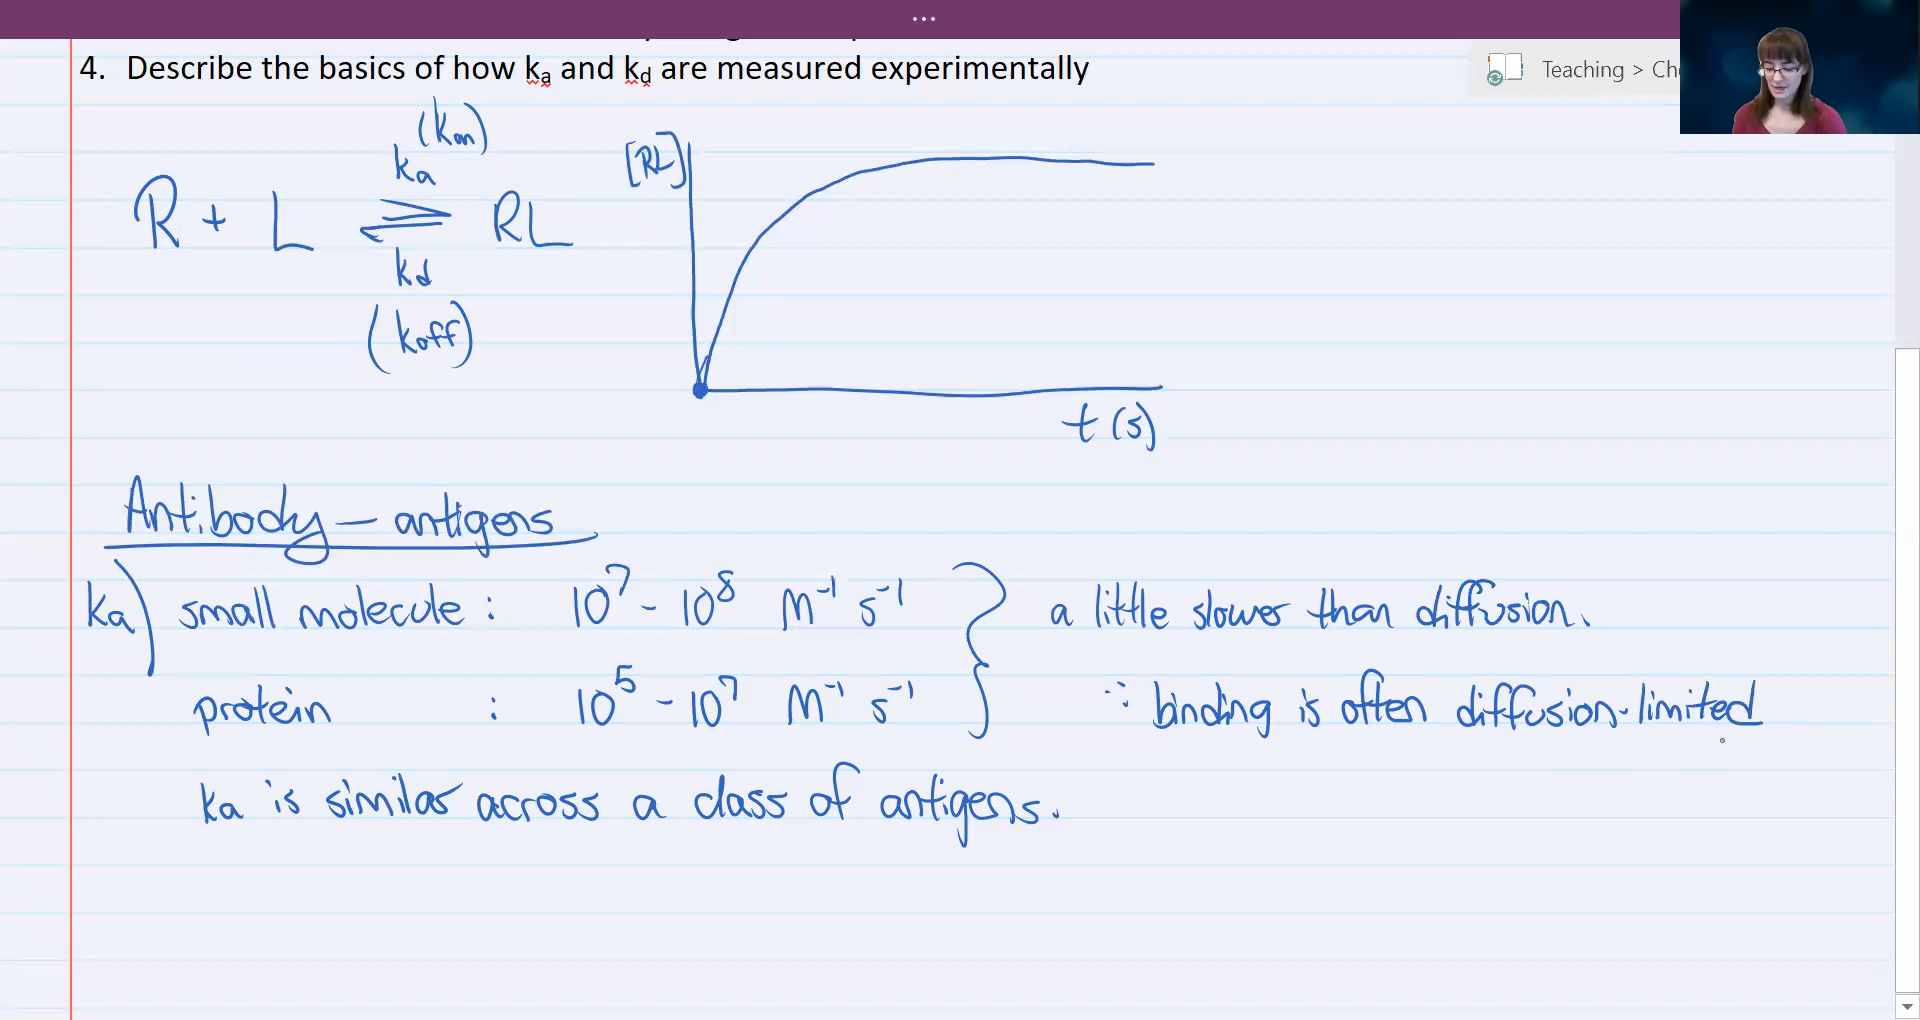 ...
4. Describe the basics of how ka and kd are measured experimentally
Teaching > Ch
(kon)
ka
R + L ⇌ RL
kd
(koff)
[RL]
t (s)
Antibody – antigens
ka) small molecule : 10⁷ - 10⁸ M⁻¹ s⁻¹ } a little slower than diffusion.
protein : 10⁵ - 10⁷ M⁻¹ s⁻¹ } ∵ binding is often diffusion-limited
ka is similar across a class of antigens.